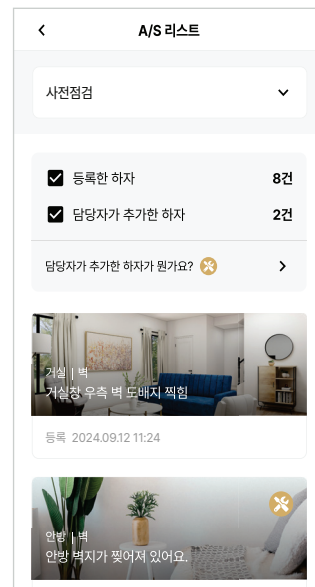 A/S 리스트
사전점검
등록한 하자 8건
담당자가 추가한 하자 2건
담당자가 추가한 하자가 뭔가요?
거실 | 벽
거실창 우측 벽 도배지 찍힘
등록 2024.09.12 11:24
안방 | 벽
안방 벽지가 찢어져 있어요.